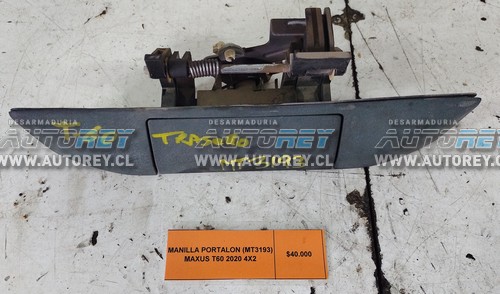 DESARMADURIA DESARMADURIA DESARMADURIA
AUTOREY AUTOREY AUTOREY
WWW.AUTOREY.CL WWW.AUTOREY.CL WWW.AUTOREY.CL
T60
MANILLA PORTALON (MT3193)
MAXUS T60 2020 4X2
$40.000